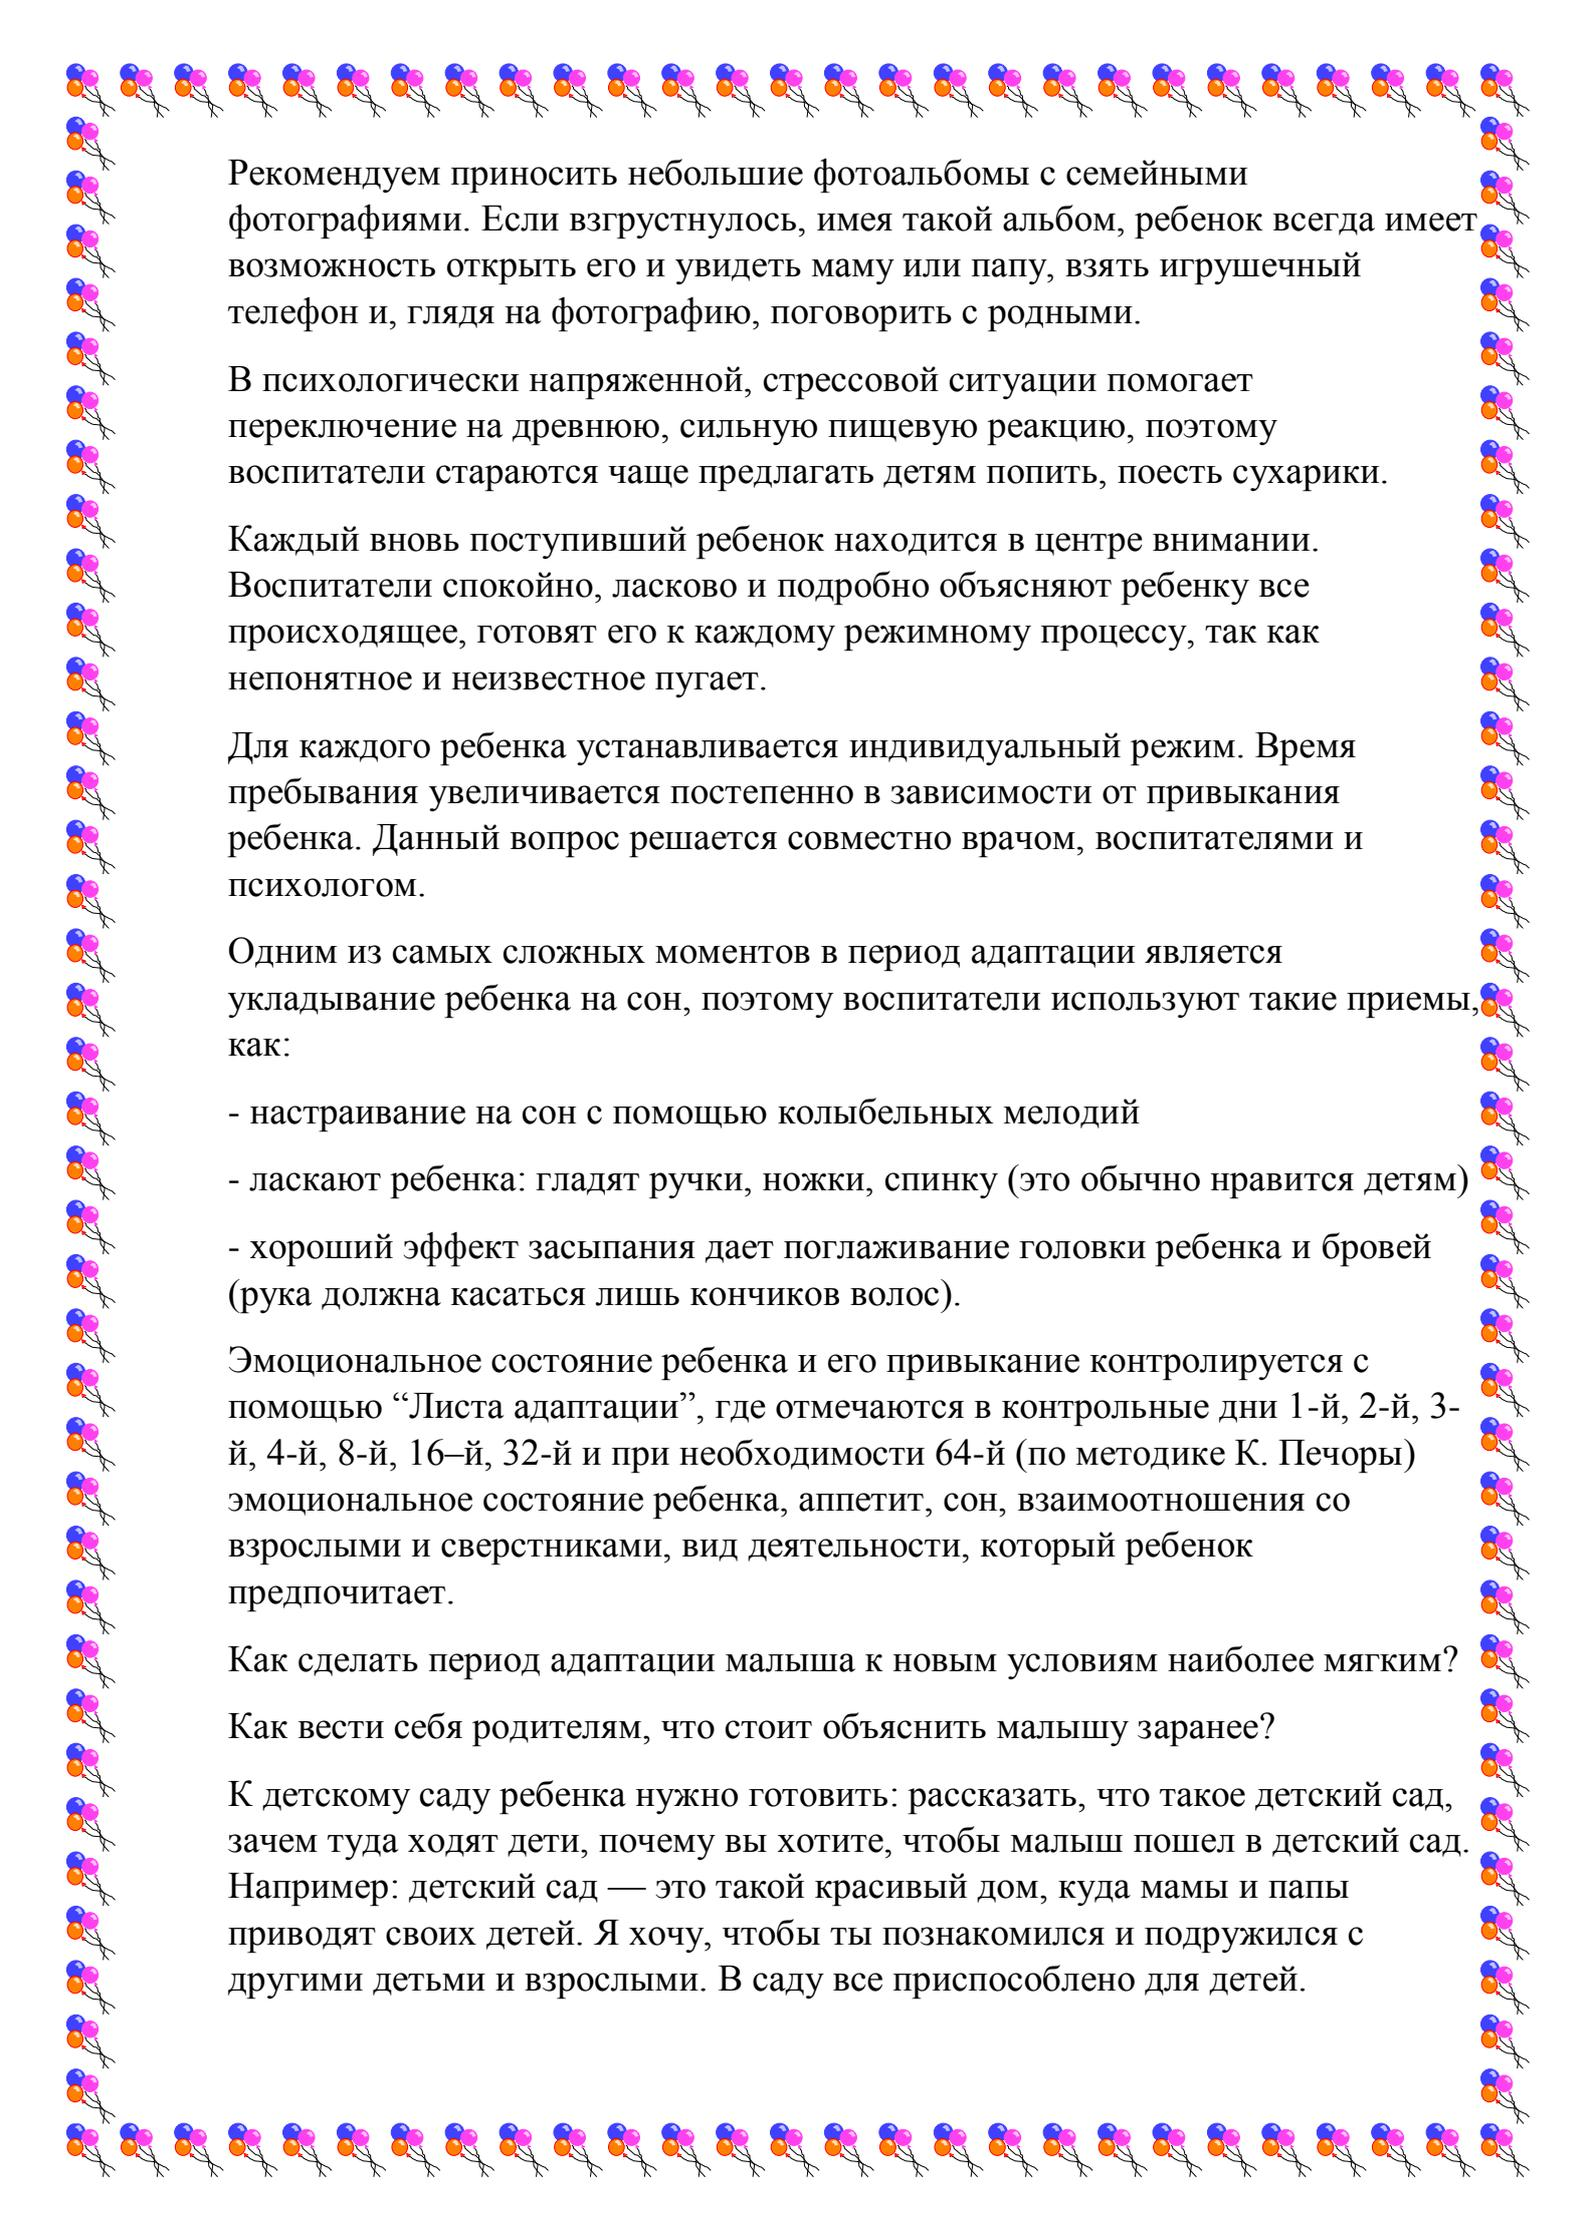 Рекомендуем приносить небольшие фотоальбомы с семейными
фотографиями. Если взгрустнулось, имея такой альбом, ребенок всегда имеет
возможность открыть его и увидеть маму или папу, взять игрушечный
телефон и, глядя на фотографию, поговорить с родными.
В психологически напряженной, стрессовой ситуации помогает
переключение на древнюю, сильную пищевую реакцию, поэтому
воспитатели стараются чаще предлагать детям попить, поесть сухарики.
Каждый вновь поступивший ребенок находится в центре внимании.
Воспитатели спокойно, ласково и подробно объясняют ребенку все
происходящее, готовят его к каждому режимному процессу, так как
непонятное и неизвестное пугает.
Для каждого ребенка устанавливается индивидуальный режим. Время
пребывания увеличивается постепенно в зависимости от привыкания
ребенка. Данный вопрос решается совместно врачом, воспитателями и
психологом.
Одним из самых сложных моментов в период адаптации является
укладывание ребенка на сон, поэтому воспитатели используют такие приемы,
как:
- настраивание на сон с помощью колыбельных мелодий
- ласкают ребенка: гладят ручки, ножки, спинку (это обычно нравится детям)
- хороший эффект засыпания дает поглаживание головки ребенка и бровей
(рука должна касаться лишь кончиков волос).
Эмоциональное состояние ребенка и его привыкание контролируется с
помощью “Листа адаптации”, где отмечаются в контрольные дни 1-й, 2-й, 3-
й, 4-й, 8-й, 16–й, 32-й и при необходимости 64-й (по методике К. Печоры)
эмоциональное состояние ребенка, аппетит, сон, взаимоотношения со
взрослыми и сверстниками, вид деятельности, который ребенок
предпочитает.
Как сделать период адаптации малыша к новым условиям наиболее мягким?
Как вести себя родителям, что стоит объяснить малышу заранее?
К детскому саду ребенка нужно готовить: рассказать, что такое детский сад,
зачем туда ходят дети, почему вы хотите, чтобы малыш пошел в детский сад.
Например: детский сад — это такой красивый дом, куда мамы и папы
приводят своих детей. Я хочу, чтобы ты познакомился и подружился с
другими детьми и взрослыми. В саду все приспособлено для детей.